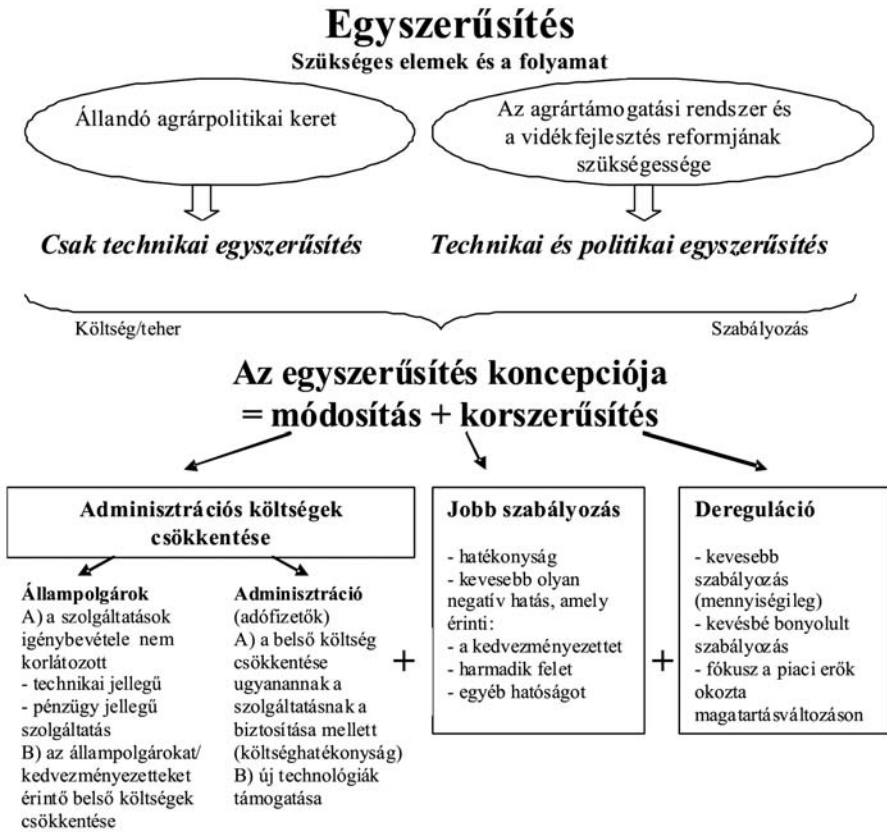 Egyszerűsítés
Szükséges elemek és a folyamat
Állandó agrárpolitikai keret
Az agrártámogatási rendszer és
a vidékfejlesztés reformjának
szükségessége
Csak technikai egyszerűsítés
Technikai és politikai egyszerűsítés
Költség/teher
Szabályozás
Az egyszerűsítés koncepciója
= módosítás + korszerűsítés
Adminisztrációs költségek
csökkentése
Állampolgárok
A) a szolgáltatások
igénybevétele nem
korlátozott
- technikai jellegű
- pénzügy jellegű
szolgáltatás
B) az állampolgárokat/
kedvezményezetteket
érintő belső költségek
csökkentése
Adminisztráció
(adófizetők)
A) a belső költség
csökkentése
ugyanannak a
szolgáltatásnak a
biztosítása mellett
(költséghatékonyság)
B) új technológiák
támogatása
+
Jobb szabályozás
- hatékonyság
- kevesebb olyan
negatív hatás, amely
érinti:
- a kedvezményezettet
- harmadik felet
- egyéb hatóságot
+
Dereguláció
- kevesebb
szabályozás
(mennyiségileg)
- kevésbé bonyolult
szabályozás
- fókusz a piaci erők
okozta
magatartásváltozáson